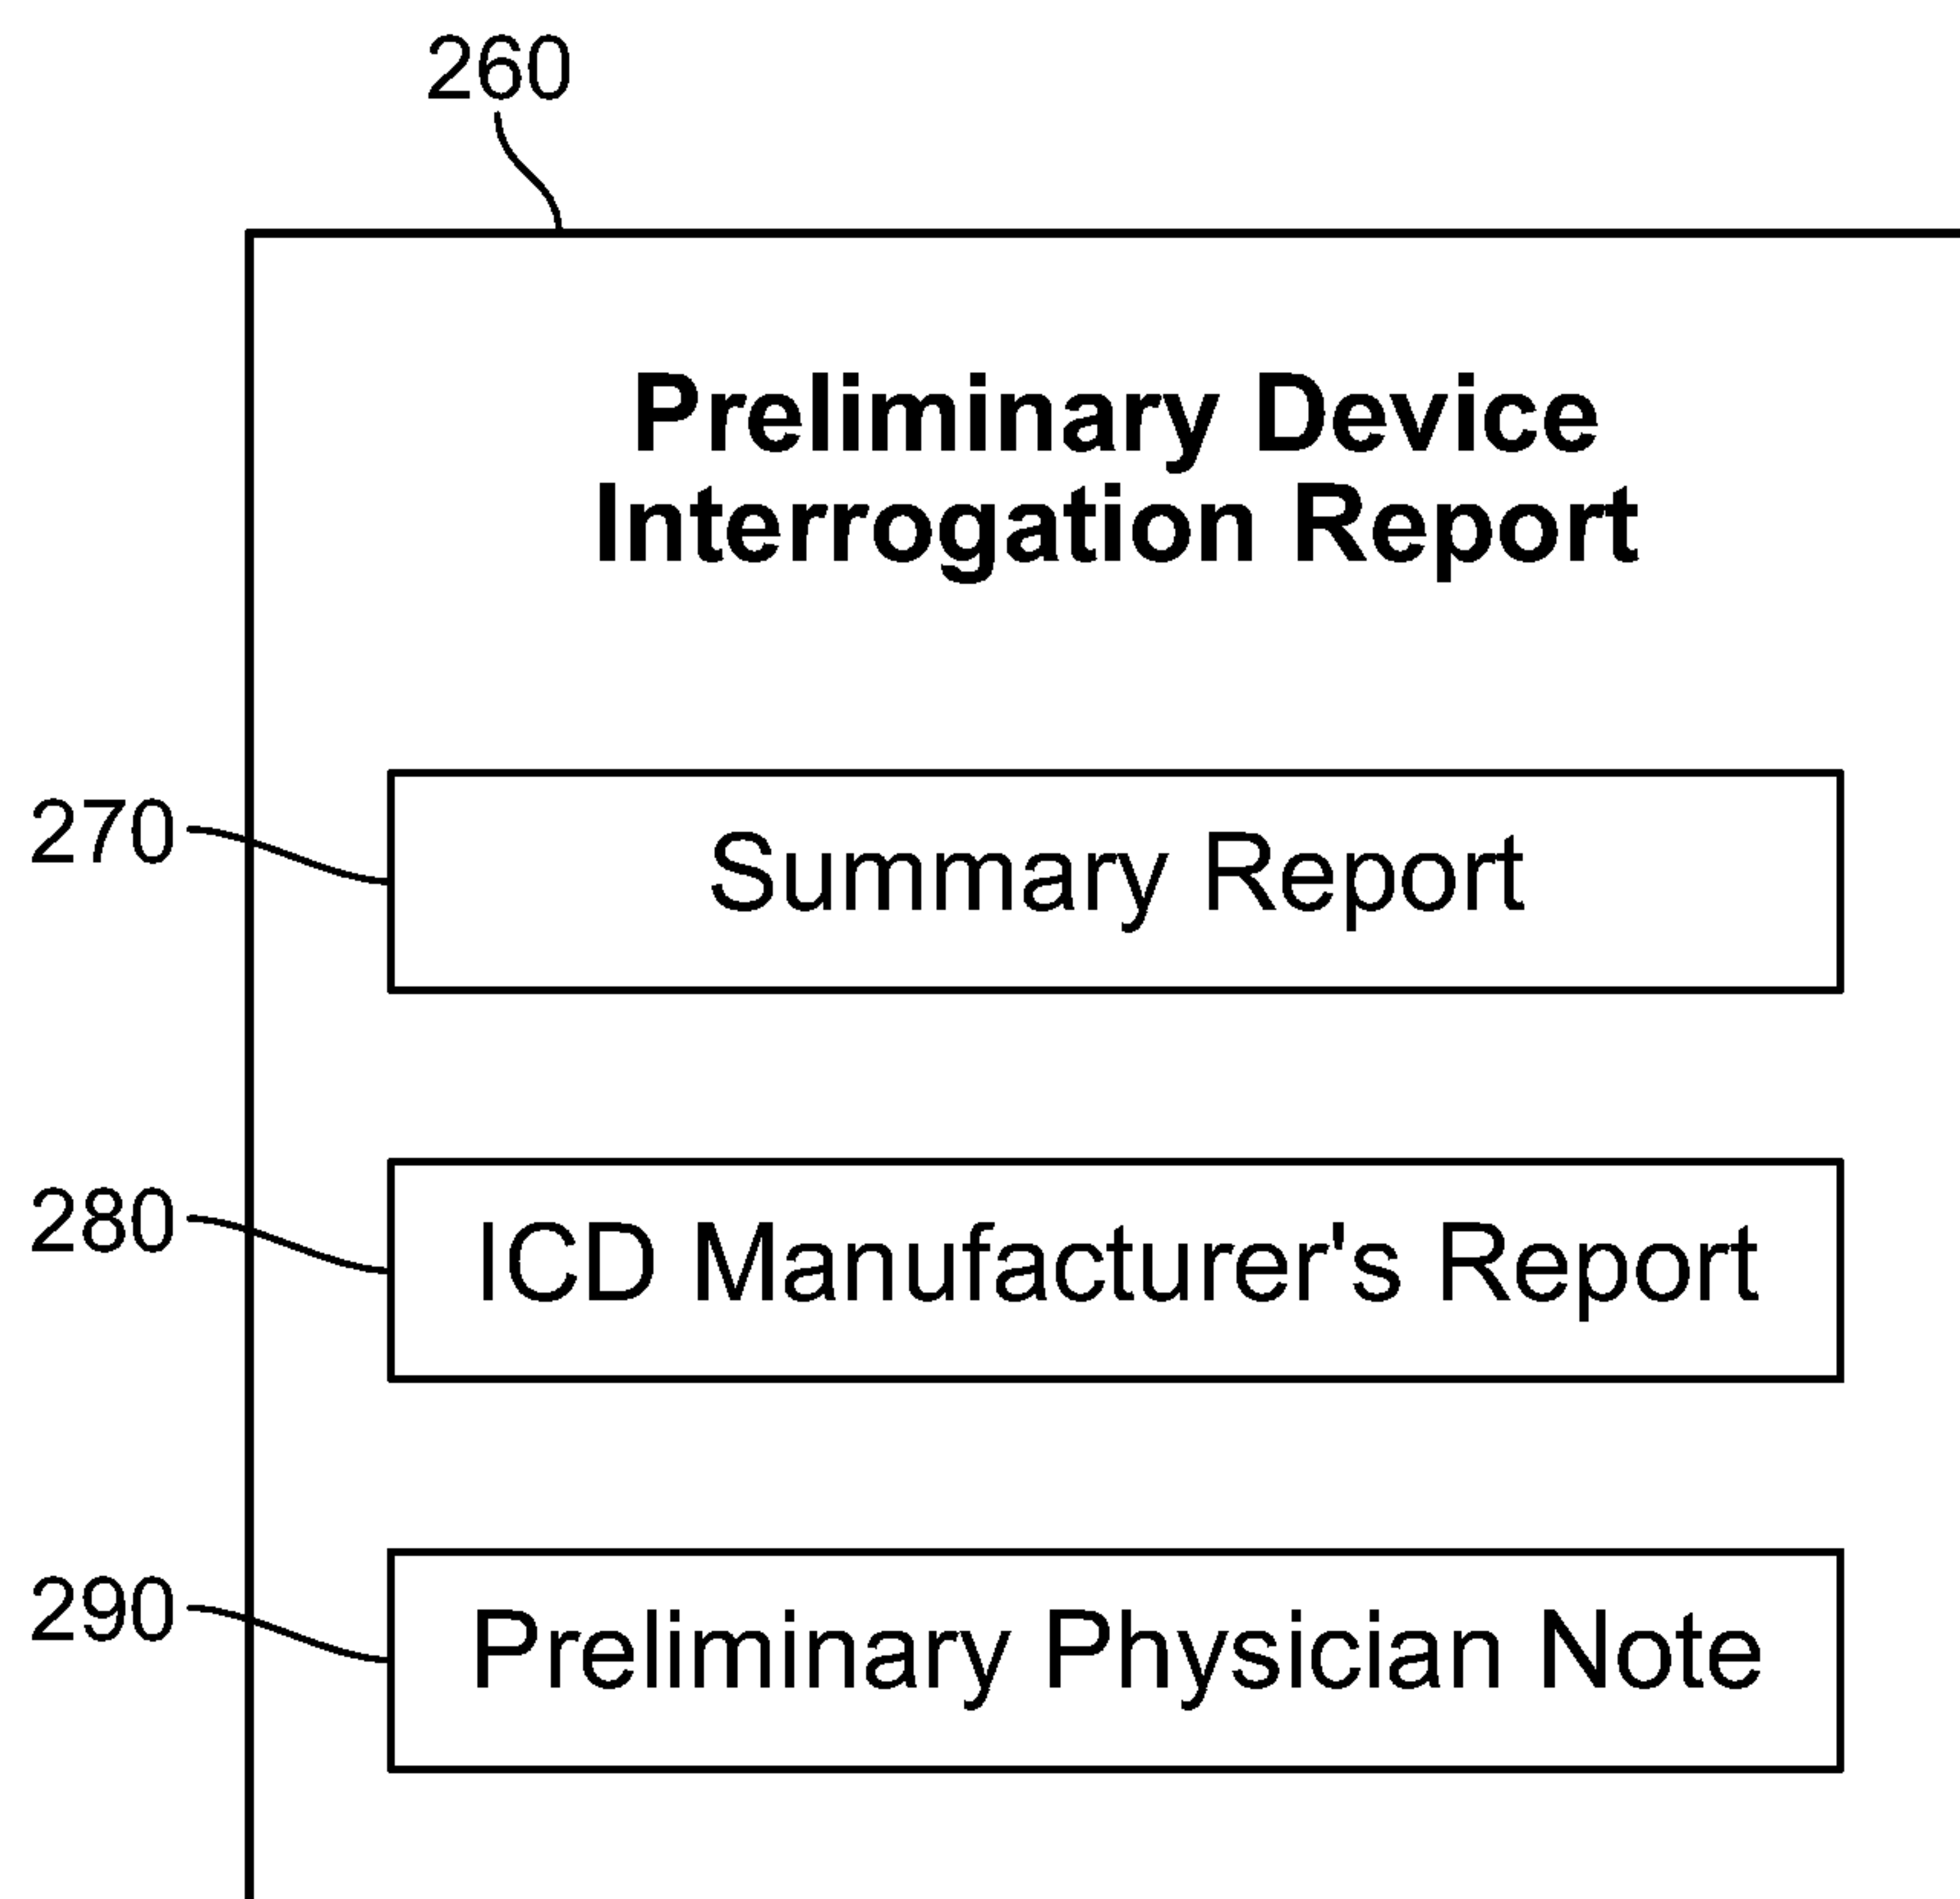 260
Preliminary Device
Interrogation Report
270
Summary Report
280
ICD Manufacturer's Report
290
Preliminary Physician Note